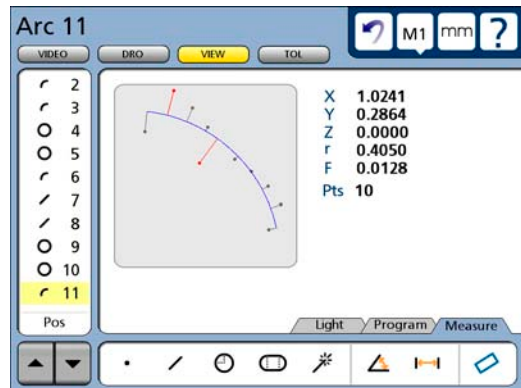 Arc 11
M1
mm
?
VIDEO
DRO
VIEW
TOL
2
3
4
5
6
7
8
9
10
11
Pos
X 1.0241
Y 0.2864
Z 0.0000
r 0.4050
F 0.0128
Pts 10
Light
Program
Measure